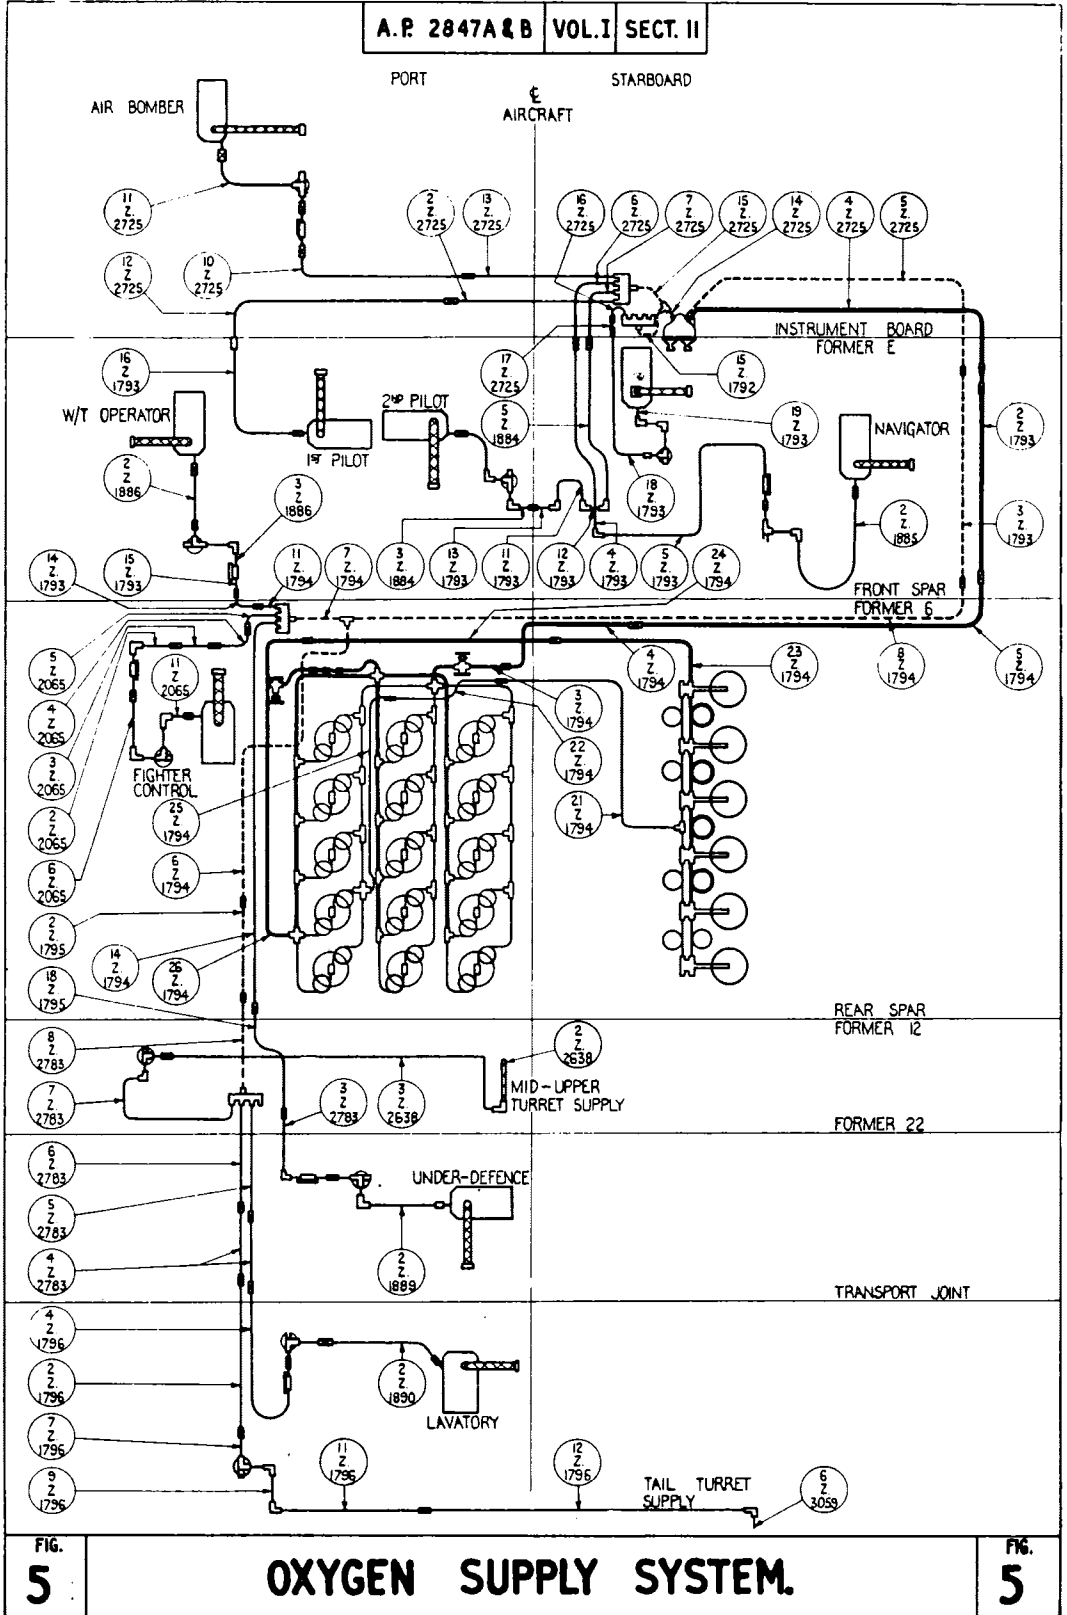 A.P. 2847A & B VOL.I SECT. 11
PORT
STARBOARD
℄
AIRCRAFT
AIR BOMBER
11
Z.
2725
2
Z.
2725
13
Z.
2725
16
Z.
2725
6
Z.
2725
7
Z.
2725
15
Z.
2725
14
Z.
2725
4
Z.
2725
5
Z.
2725
12
Z
2725
10
Z
2725
INSTRUMENT BOARD
FORMER E
16
Z.
1793
17
Z.
2725
15
Z.
1792
W/T OPERATOR
2ND PILOT
1ST PILOT
5
Z
1884
19
Z
1793
NAVIGATOR
2
Z.
1793
2
Z
1886
3
Z
1886
18
Z.
1793
2
Z.
1885
3
Z.
1793
14
Z.
1793
15
Z.
1793
11
Z.
1794
7
Z.
1794
3
Z
1884
13
Z
1793
11
Z
1793
12
Z
1793
4
Z
1793
5
Z
1793
24
Z
1794
FRONT SPAR
FORMER 6
5
Z
2065
11
Z
2065
4
Z.
1794
23
Z
1794
8
Z
1794
5
Z.
1794
4
Z
2065
3
Z
1794
3
Z
2065
FIGHTER
CONTROL
22
Z
1794
2
Z
2065
25
Z
1794
21
Z
1794
6
Z
2065
6
Z
1794
2
Z.
1795
14
Z.
1794
26
Z.
1794
18
Z.
1795
REAR SPAR
FORMER 12
8
Z
2783
2
Z.
2638
7
Z
2783
3
Z
2783
3
Z
2638
MID-UPPER
TURRET SUPPLY
FORMER 22
6
Z
2783
UNDER-DEFENCE
5
Z
2783
4
Z
2783
2
Z.
1889
TRANSPORT JOINT
4
Z
1796
2
Z.
1796
2
Z
1890
LAVATORY
7
Z.
1796
9
Z
1796
11
Z.
1796
12
Z.
1796
TAIL TURRET
SUPPLY
6
Z.
3059
FIG.
5
OXYGEN SUPPLY SYSTEM.
FIG.
5